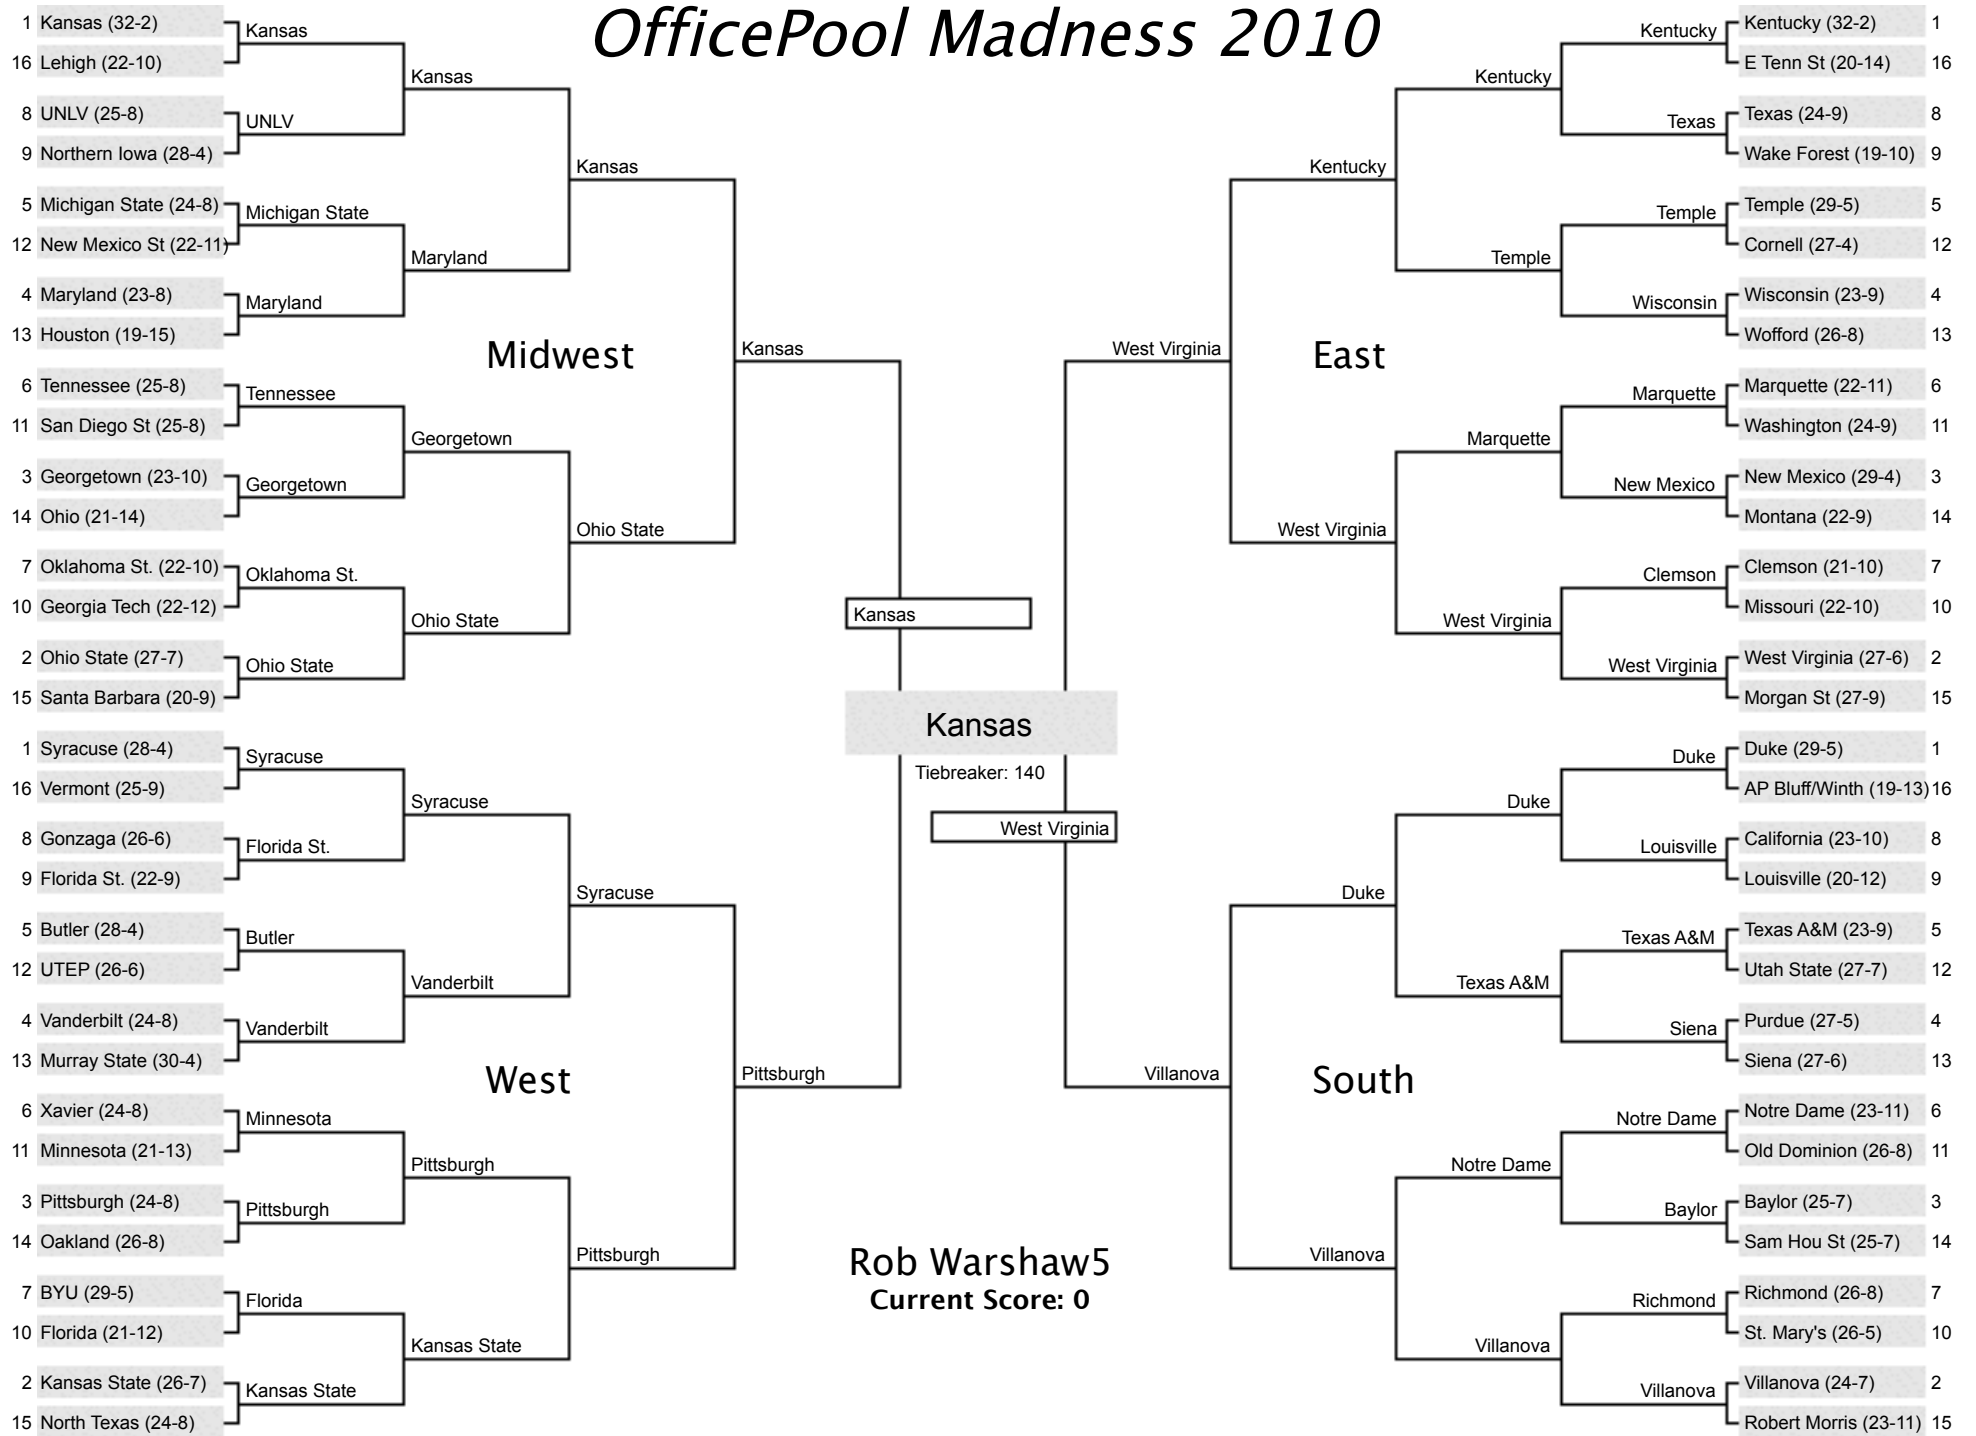 OfficePool Madness 2010
1 Kansas (32-2)
16 Lehigh (22-10)
8 UNLV (25-8)
9 Northern Iowa (28-4)
5 Michigan State (24-8)
12 New Mexico St (22-11)
4 Maryland (23-8)
13 Houston (19-15)
6 Tennessee (25-8)
11 San Diego St (25-8)
3 Georgetown (23-10)
14 Ohio (21-14)
7 Oklahoma St. (22-10)
10 Georgia Tech (22-12)
2 Ohio State (27-7)
15 Santa Barbara (20-9)
Kansas
UNLV
Michigan State
Maryland
Tennessee
Georgetown
Oklahoma St.
Ohio State
Kansas
Maryland
Georgetown
Ohio State
Kansas
Ohio State
Kansas
Midwest
1 Syracuse (28-4)
16 Vermont (25-9)
8 Gonzaga (26-6)
9 Florida St. (22-9)
5 Butler (28-4)
12 UTEP (26-6)
4 Vanderbilt (24-8)
13 Murray State (30-4)
6 Xavier (24-8)
11 Minnesota (21-13)
3 Pittsburgh (24-8)
14 Oakland (26-8)
7 BYU (29-5)
10 Florida (21-12)
2 Kansas State (26-7)
15 North Texas (24-8)
Syracuse
Florida St.
Butler
Vanderbilt
Minnesota
Pittsburgh
Florida
Kansas State
Syracuse
Vanderbilt
Pittsburgh
Kansas State
Syracuse
Pittsburgh
Pittsburgh
West
Kansas
Kansas
Tiebreaker: 140
West Virginia
Rob Warshaw5
Current Score: 0
Kentucky (32-2) 1
E Tenn St (20-14) 16
Texas (24-9) 8
Wake Forest (19-10) 9
Temple (29-5) 5
Cornell (27-4) 12
Wisconsin (23-9) 4
Wofford (26-8) 13
Marquette (22-11) 6
Washington (24-9) 11
New Mexico (29-4) 3
Montana (22-9) 14
Clemson (21-10) 7
Missouri (22-10) 10
West Virginia (27-6) 2
Morgan St (27-9) 15
Kentucky
Texas
Temple
Wisconsin
Marquette
New Mexico
Clemson
West Virginia
Kentucky
Temple
Marquette
West Virginia
Kentucky
West Virginia
West Virginia
East
Duke (29-5) 1
AP Bluff/Winth (19-13) 16
California (23-10) 8
Louisville (20-12) 9
Texas A&M (23-9) 5
Utah State (27-7) 12
Purdue (27-5) 4
Siena (27-6) 13
Notre Dame (23-11) 6
Old Dominion (26-8) 11
Baylor (25-7) 3
Sam Hou St (25-7) 14
Richmond (26-8) 7
St. Mary's (26-5) 10
Villanova (24-7) 2
Robert Morris (23-11) 15
Duke
Louisville
Texas A&M
Siena
Notre Dame
Baylor
Richmond
Villanova
Duke
Texas A&M
Notre Dame
Villanova
Duke
Villanova
Villanova
South